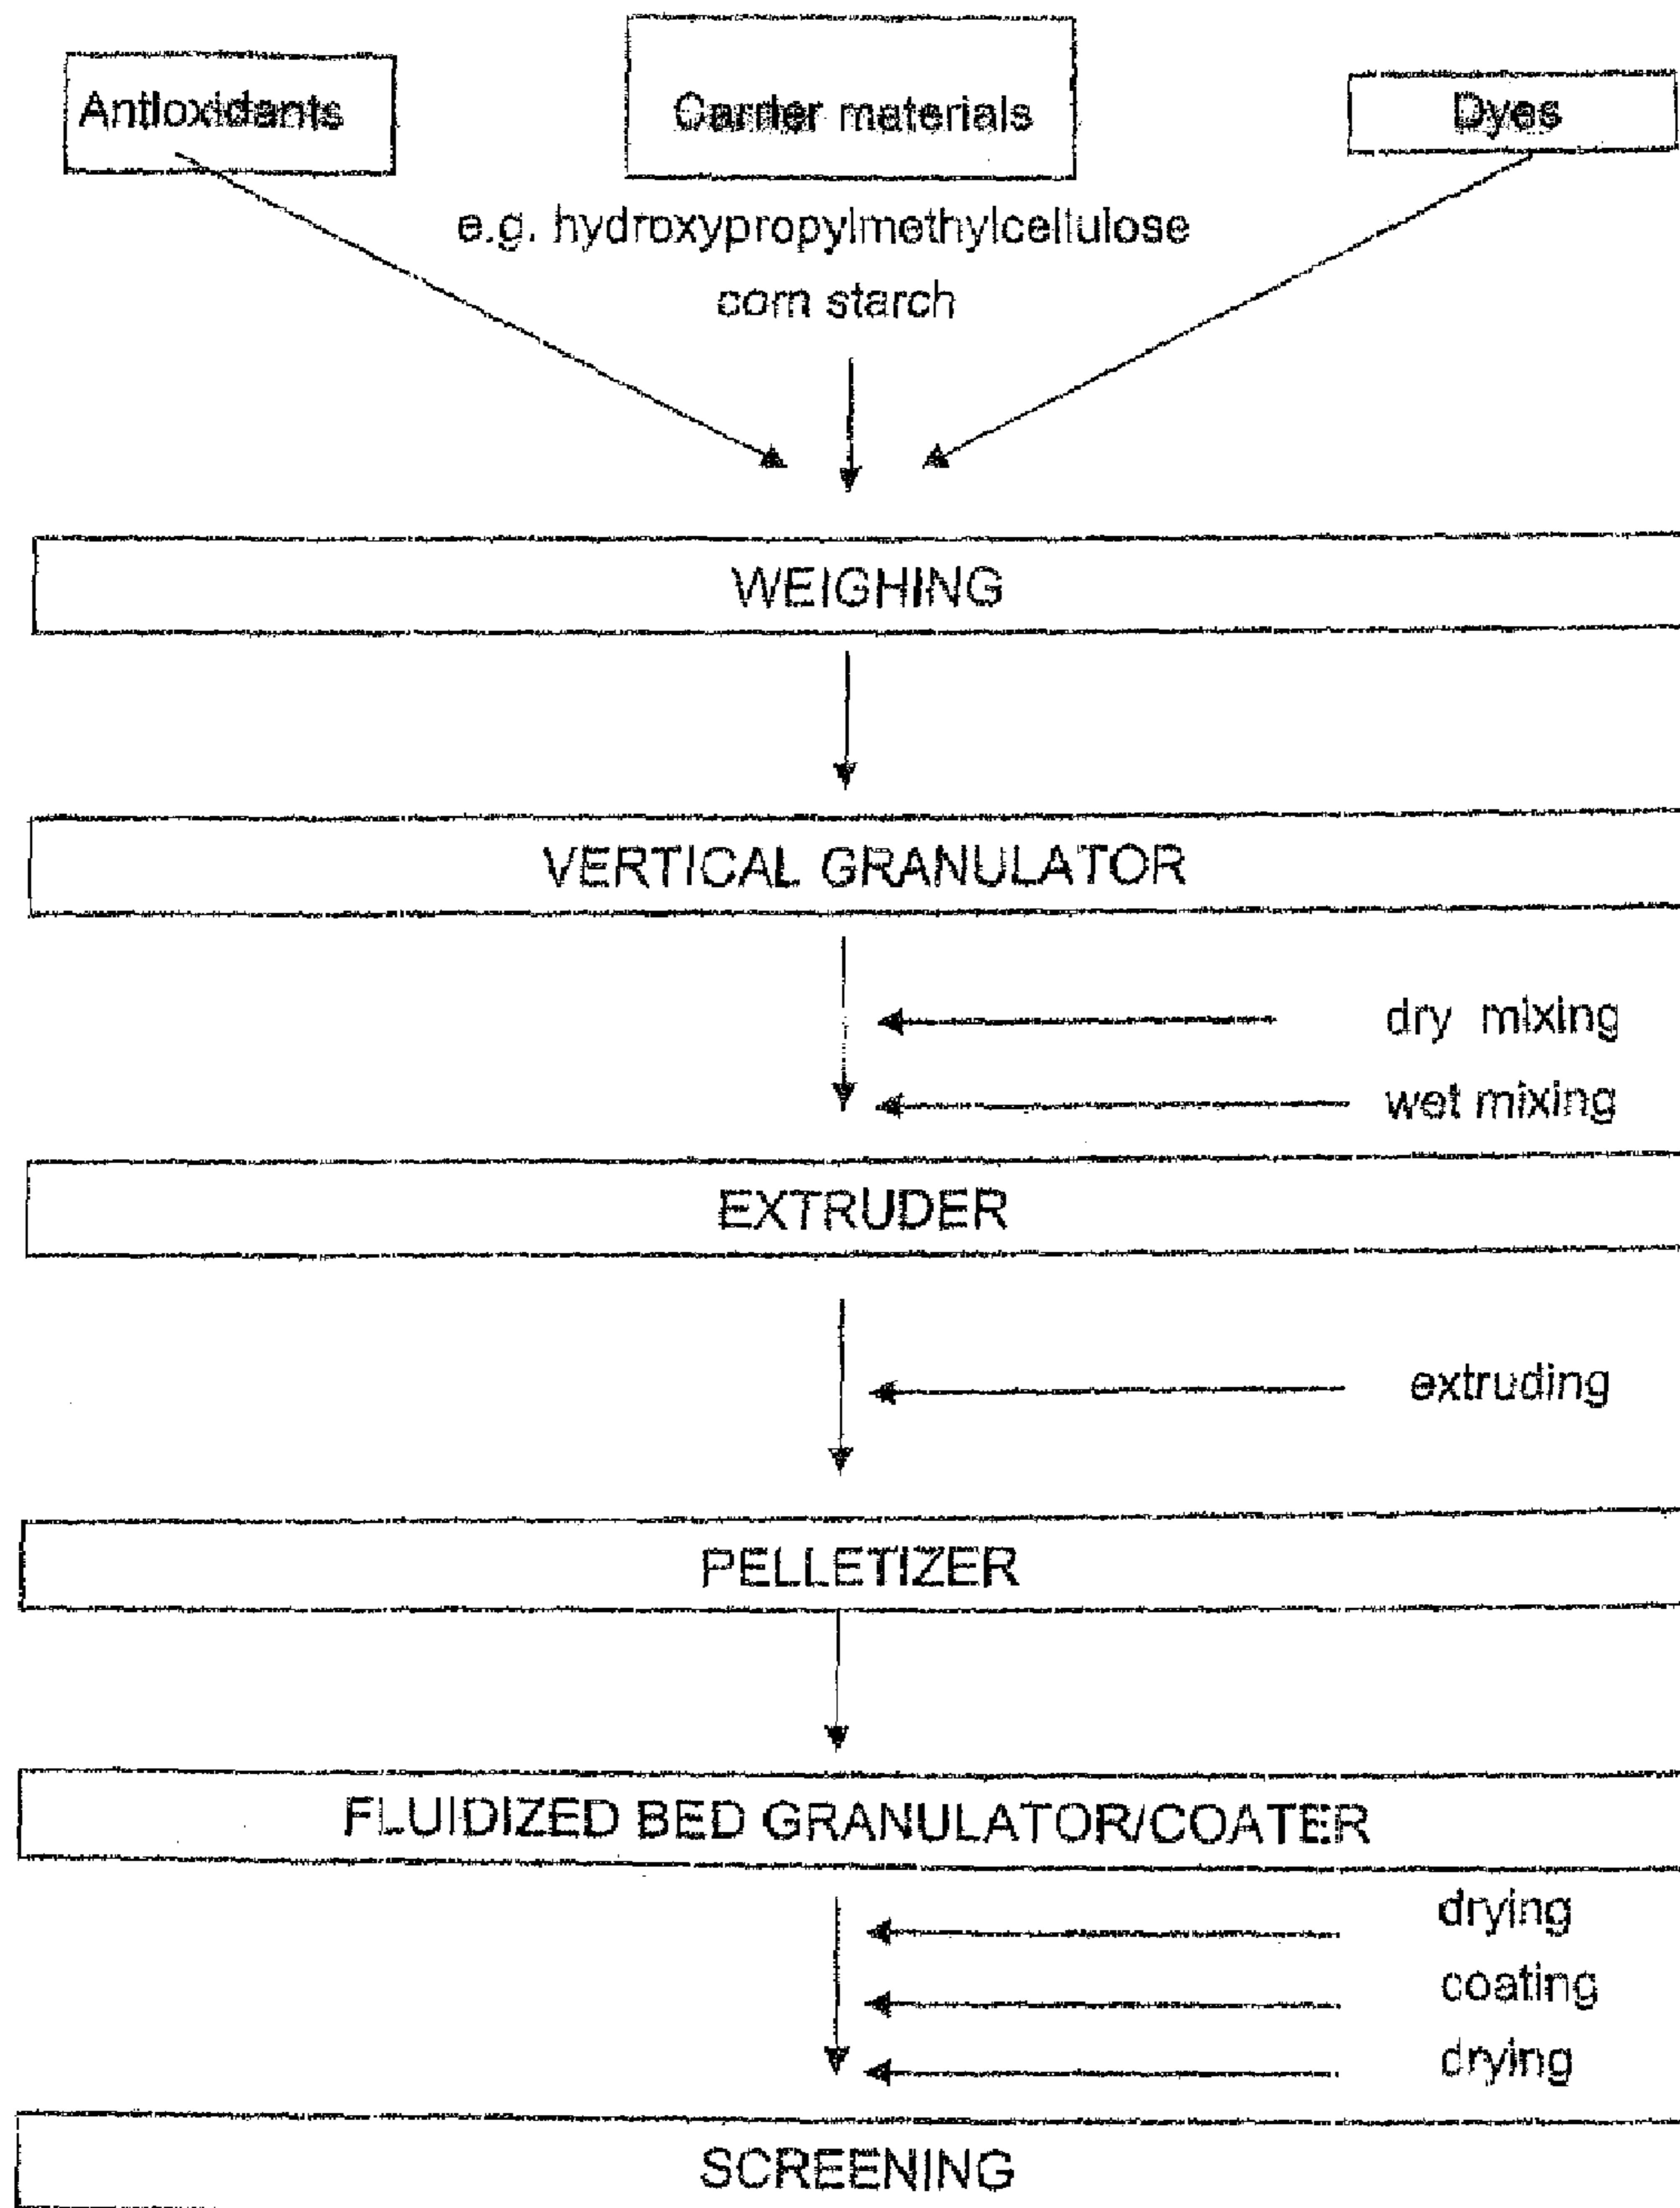 Antioxidants
Carrier materials
Dyes
e.g. hydroxypropylmethylcellulose
corn starch
WEIGHING
VERTICAL GRANULATOR
dry mixing
wet mixing
EXTRUDER
extruding
PELLETIZER
FLUIDIZED BED GRANULATOR/COATER
drying
coating
drying
SCREENING